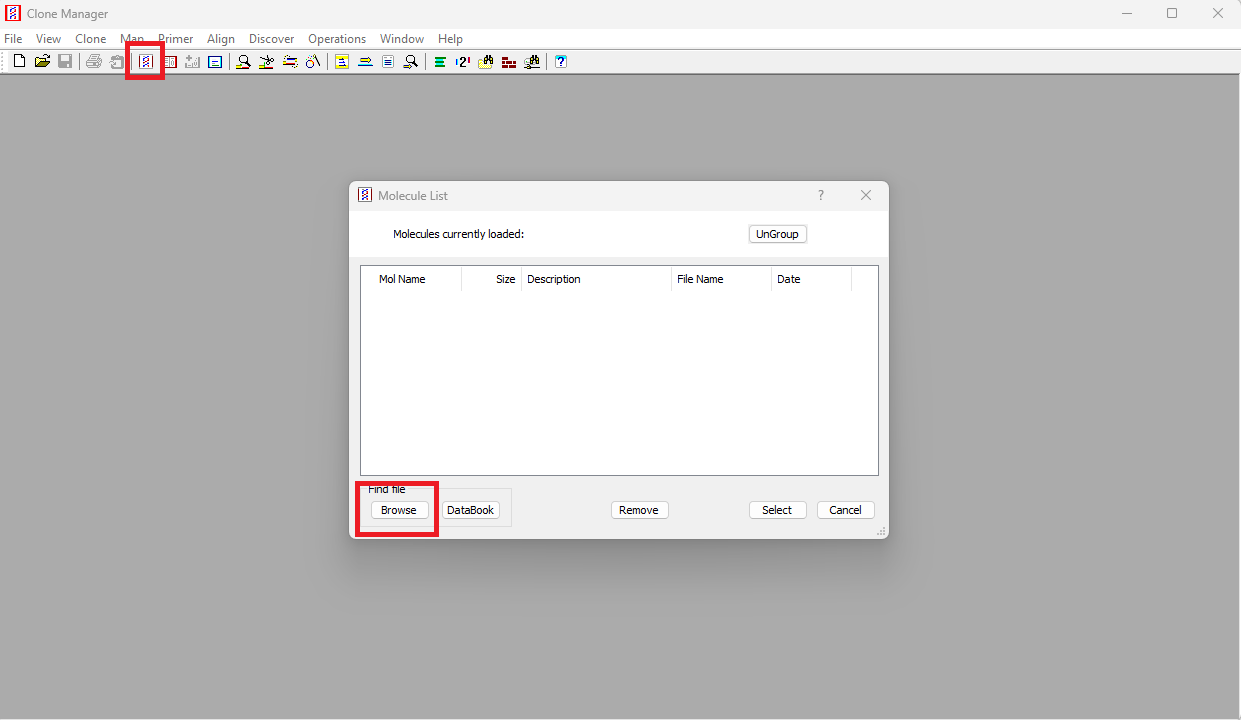 Clone Manager
File View Clone Map Primer Align Discover Operations Window Help
Molecule List ?
Molecules currently loaded: UnGroup
Mol Name Size Description File Name Date
Find file
Browse DataBook Remove Select Cancel